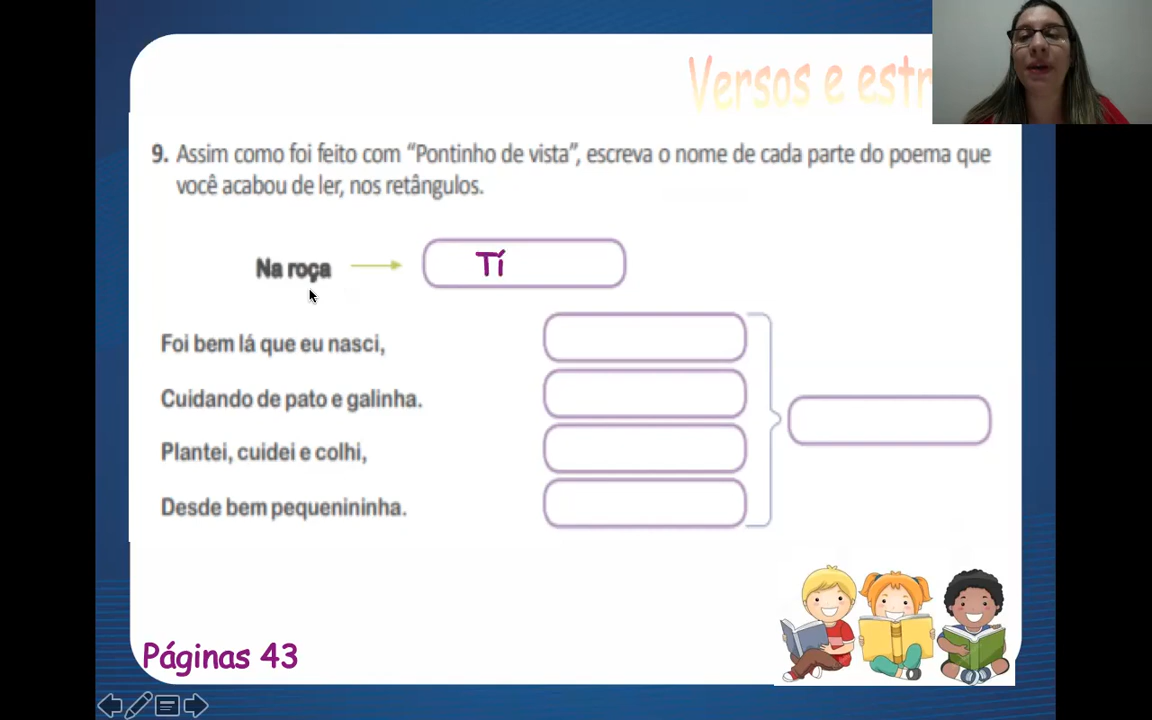 Versos e estr
9. Assim como foi feito com “Pontinho de vista”, escreva o nome de cada parte do poema que
você acabou de ler, nos retângulos.
Na roça
Tí
Foi bem lá que eu nasci,
Cuidando de pato e galinha.
Plantei, cuidei e colhi,
Desde bem pequenininha.
Páginas 43